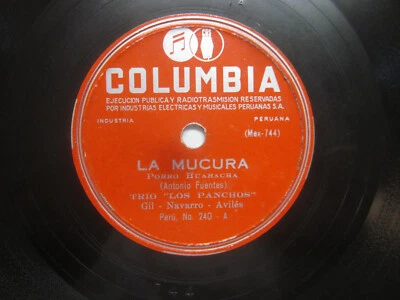 COLUMBIA
EJECUCION PUBLICA Y RADIOTRASMISION RESERVADAS
POR INDUSTRIAS ELECTRICAS Y MUSICALES PERUANAS S.A.
INDUSTRIA PERUANA
(Mex-744)
LA MUCURA
PORRO HUARACHA
(Antonio Fuentes)
TRIO "LOS PANCHOS"
Gil - Navarro - Avilés
Perú, No. 240 - A